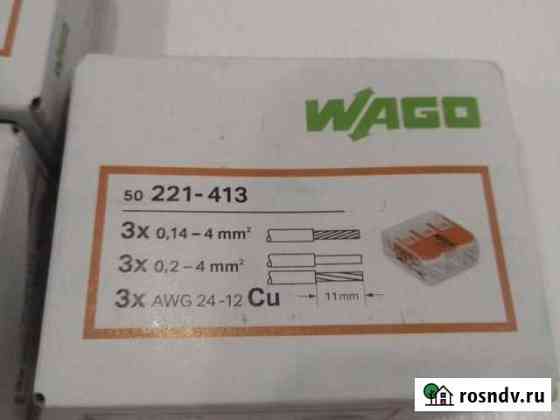 WAGO
50 221-413
3x 0,14–4 mm²
3x 0,2–4 mm²
3x AWG 24-12 Cu
11mm
rosndv.ru